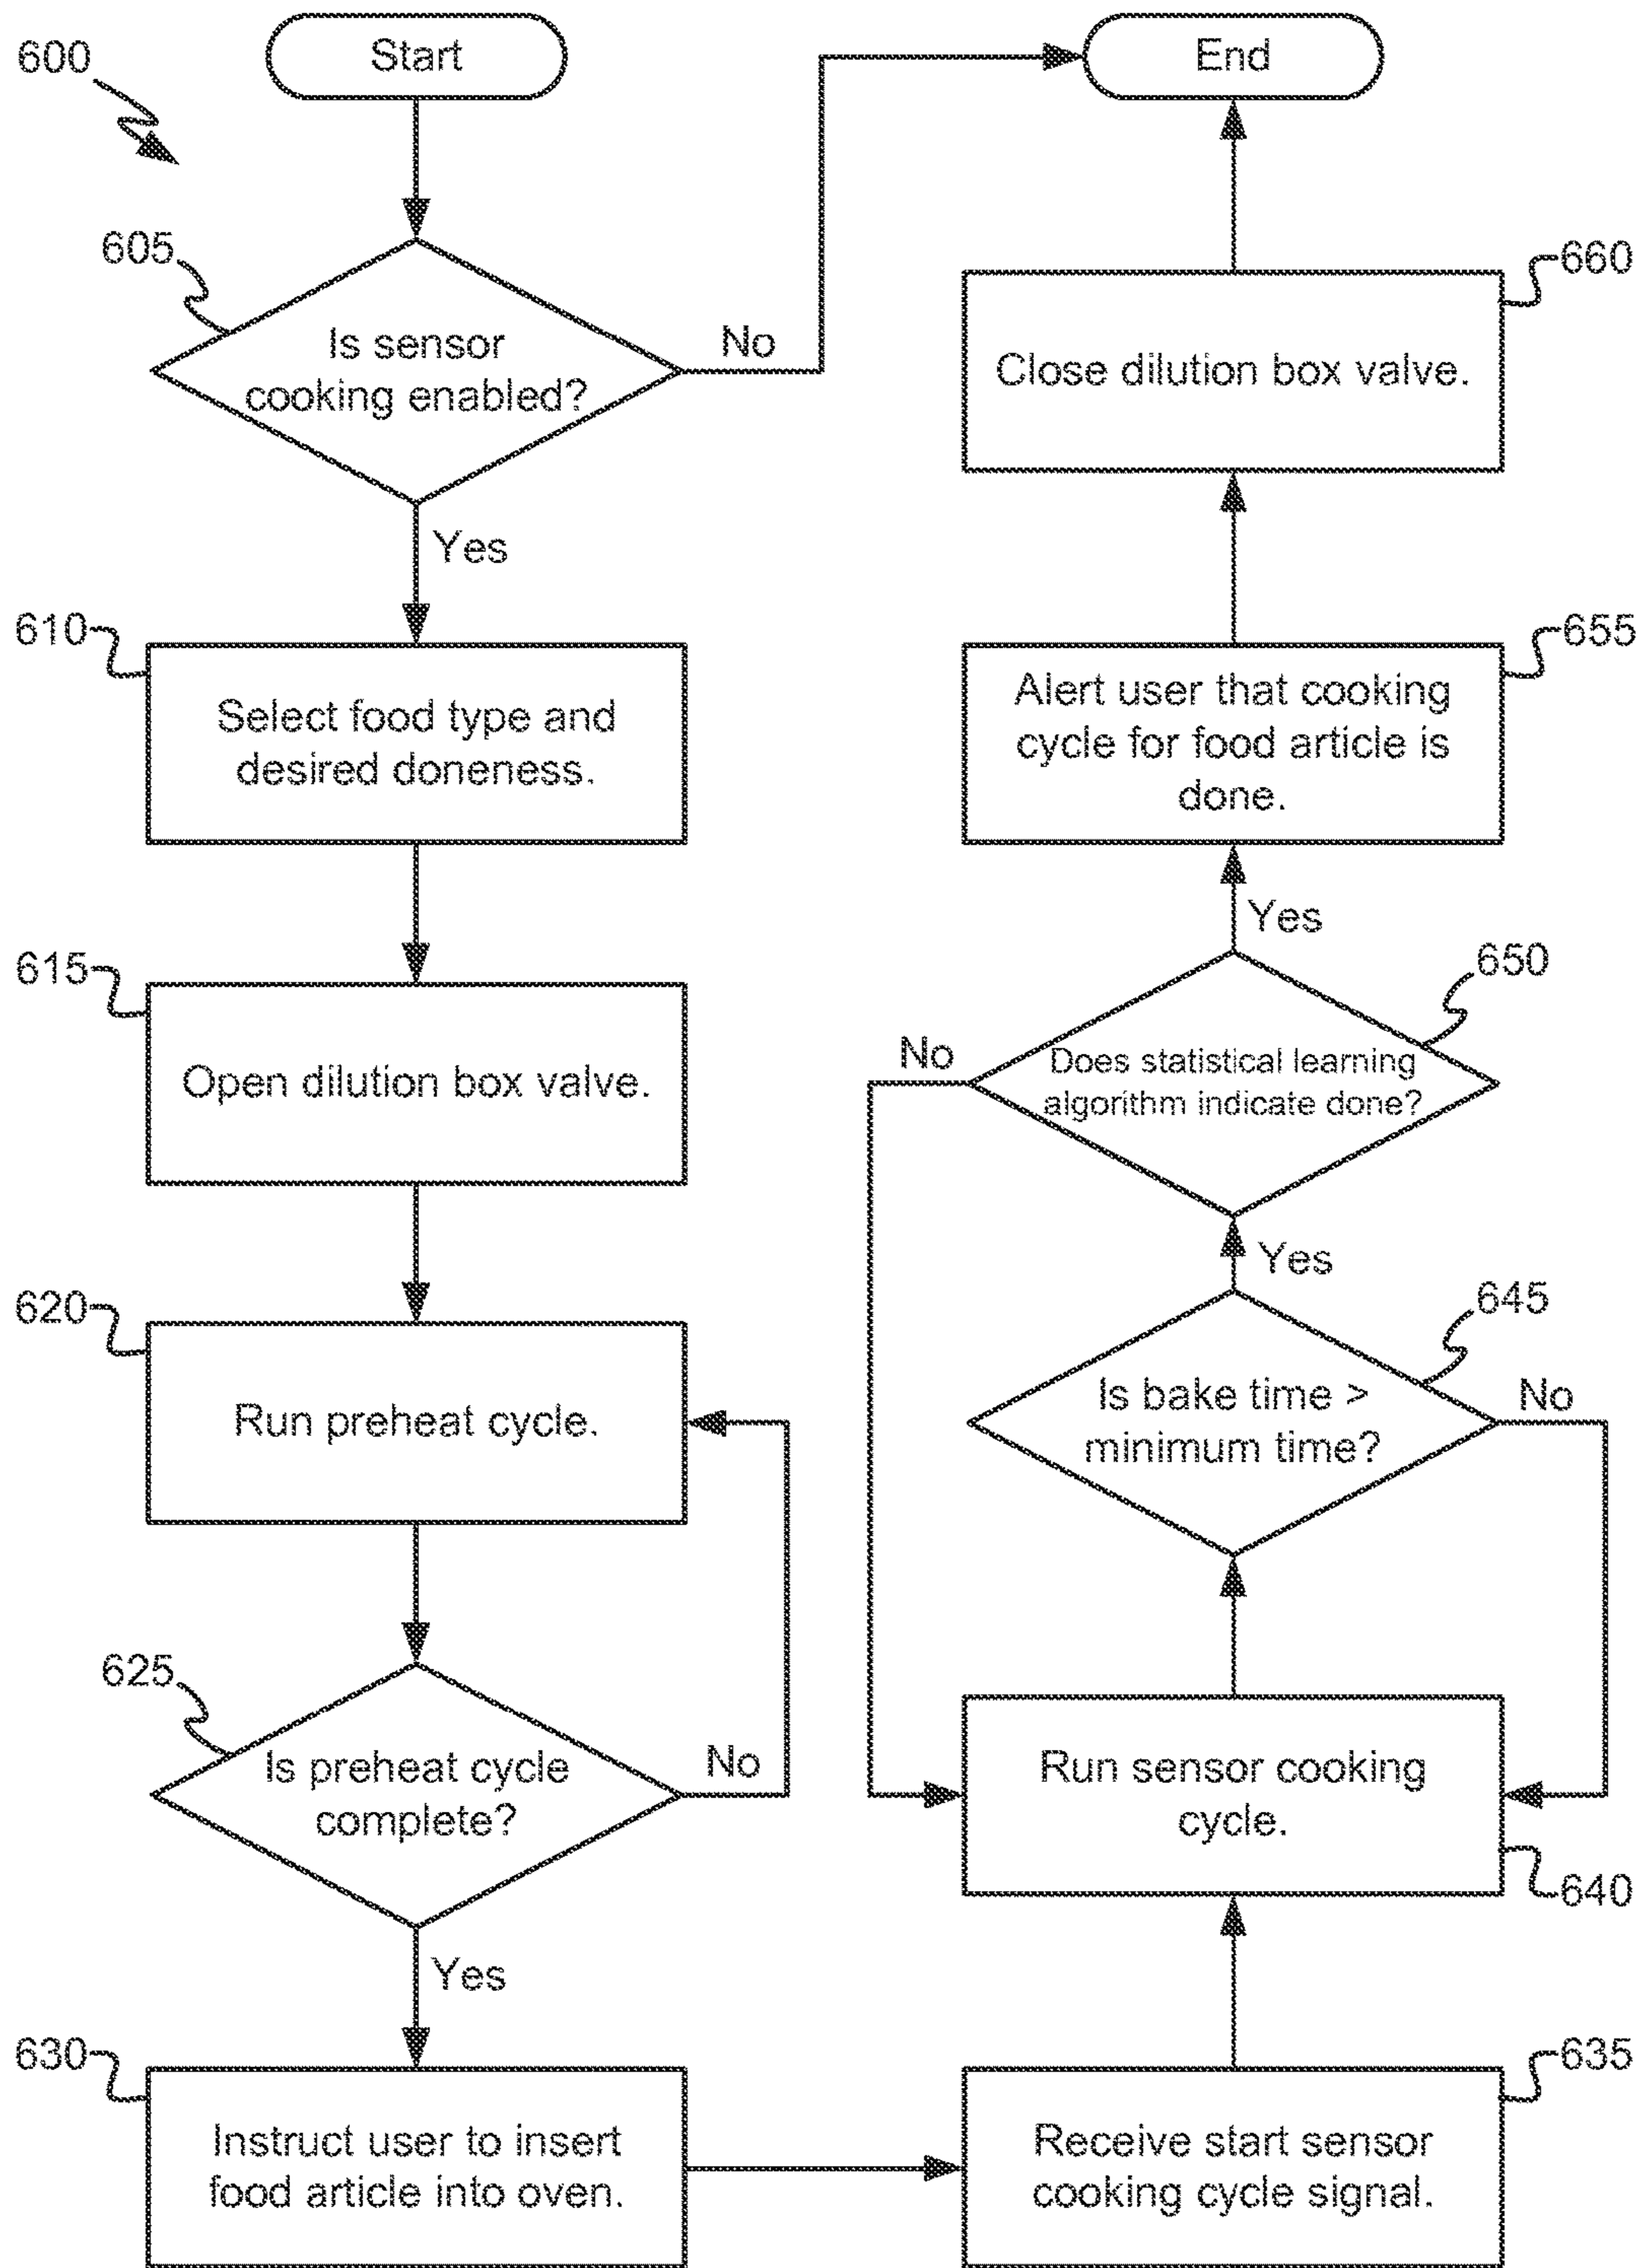 600
Start
605
Is sensor
cooking enabled?
No
Yes
610
Select food type and
desired doneness.
615
Open dilution box valve.
620
Run preheat cycle.
625
Is preheat cycle
complete?
No
Yes
630
Instruct user to insert
food article into oven.
635
Receive start sensor
cooking cycle signal.
640
Run sensor cooking
cycle.
645
Is bake time >
minimum time?
No
Yes
650
Does statistical learning
algorithm indicate done?
No
Yes
655
Alert user that cooking
cycle for food article is
done.
660
Close dilution box valve.
End